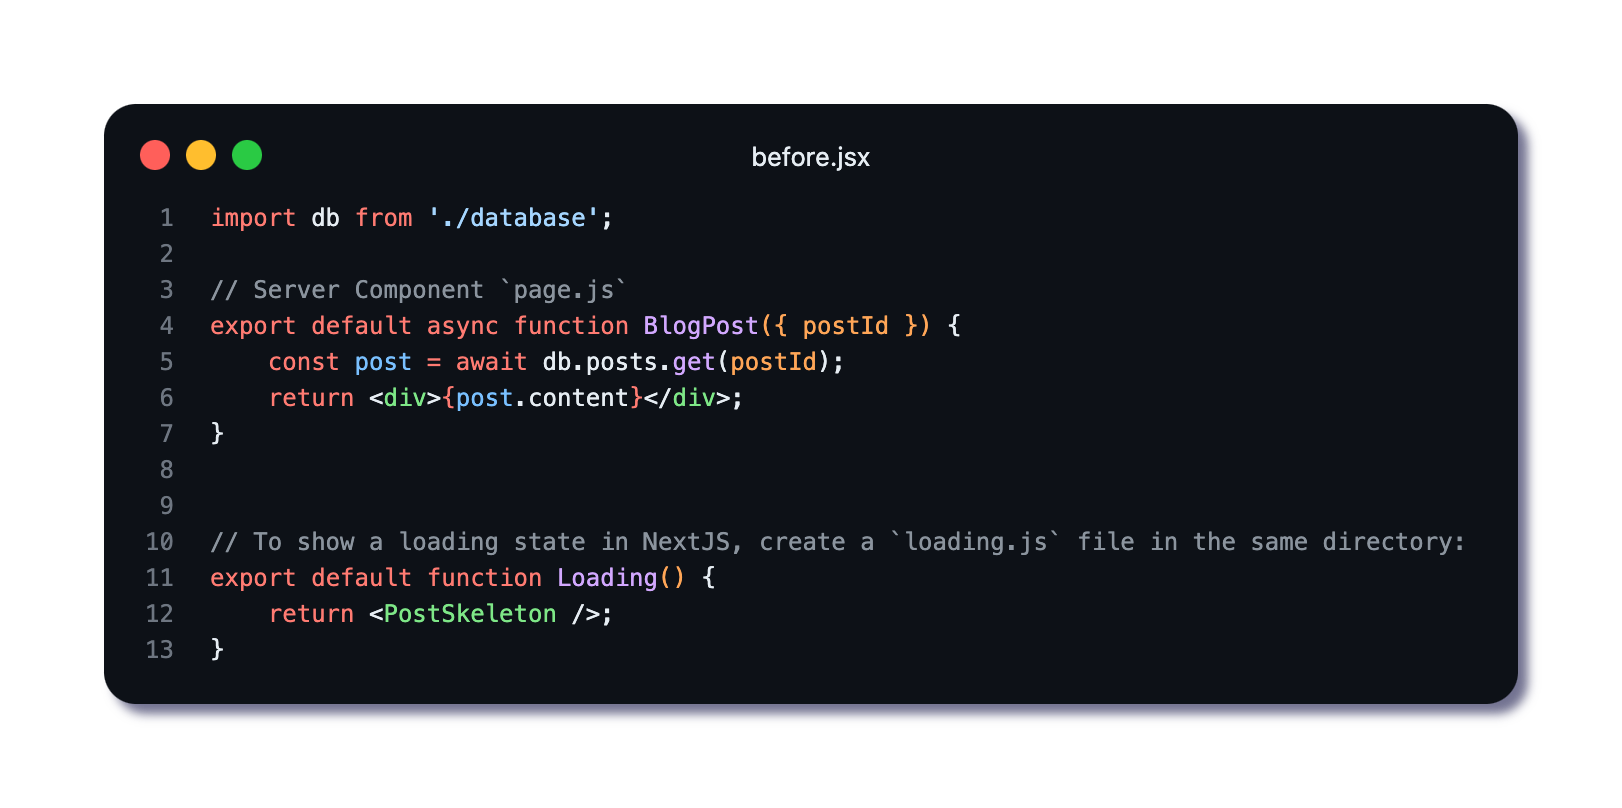 before.jsx
1 import db from './database';
2
3 // Server Component `page.js`
4 export default async function BlogPost({ postId }) {
5     const post = await db.posts.get(postId);
6     return <div>{post.content}</div>;
7 }
8
9
10 // To show a loading state in NextJS, create a `loading.js` file in the same directory:
11 export default function Loading() {
12     return <PostSkeleton />;
13 }